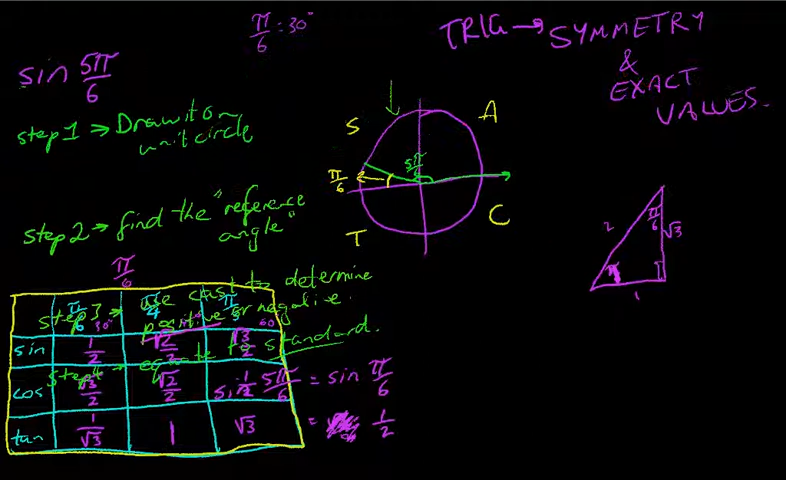 π/6 = 30°
TRIG → SYMMETRY
&
EXACT
VALUES.
sin 5π/6
step 1 → Draw it on
unit circle
S
A
5π/6
π/6
T
C
step 2 → find the "reference
angle"
π/6
step 3 → use cast to determine
positive or negative.
step 4 → equate to standard.
π/6 π/4 π/3
30° 60
sin 1/2 √2/2 √3/2
cos √3/2 √2/2 1/2
tan 1/√3 1 √3
sin 5π/6 = sin π/6
= 1/2
2
π/6
√3
1